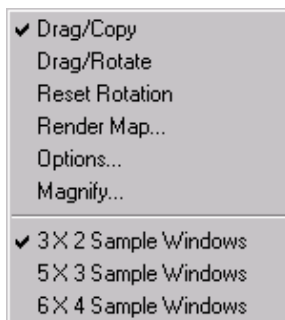 Drag/Copy
Drag/Rotate
Reset Rotation
Render Map...
Options...
Magnify...
3 X 2 Sample Windows
5 X 3 Sample Windows
6 X 4 Sample Windows